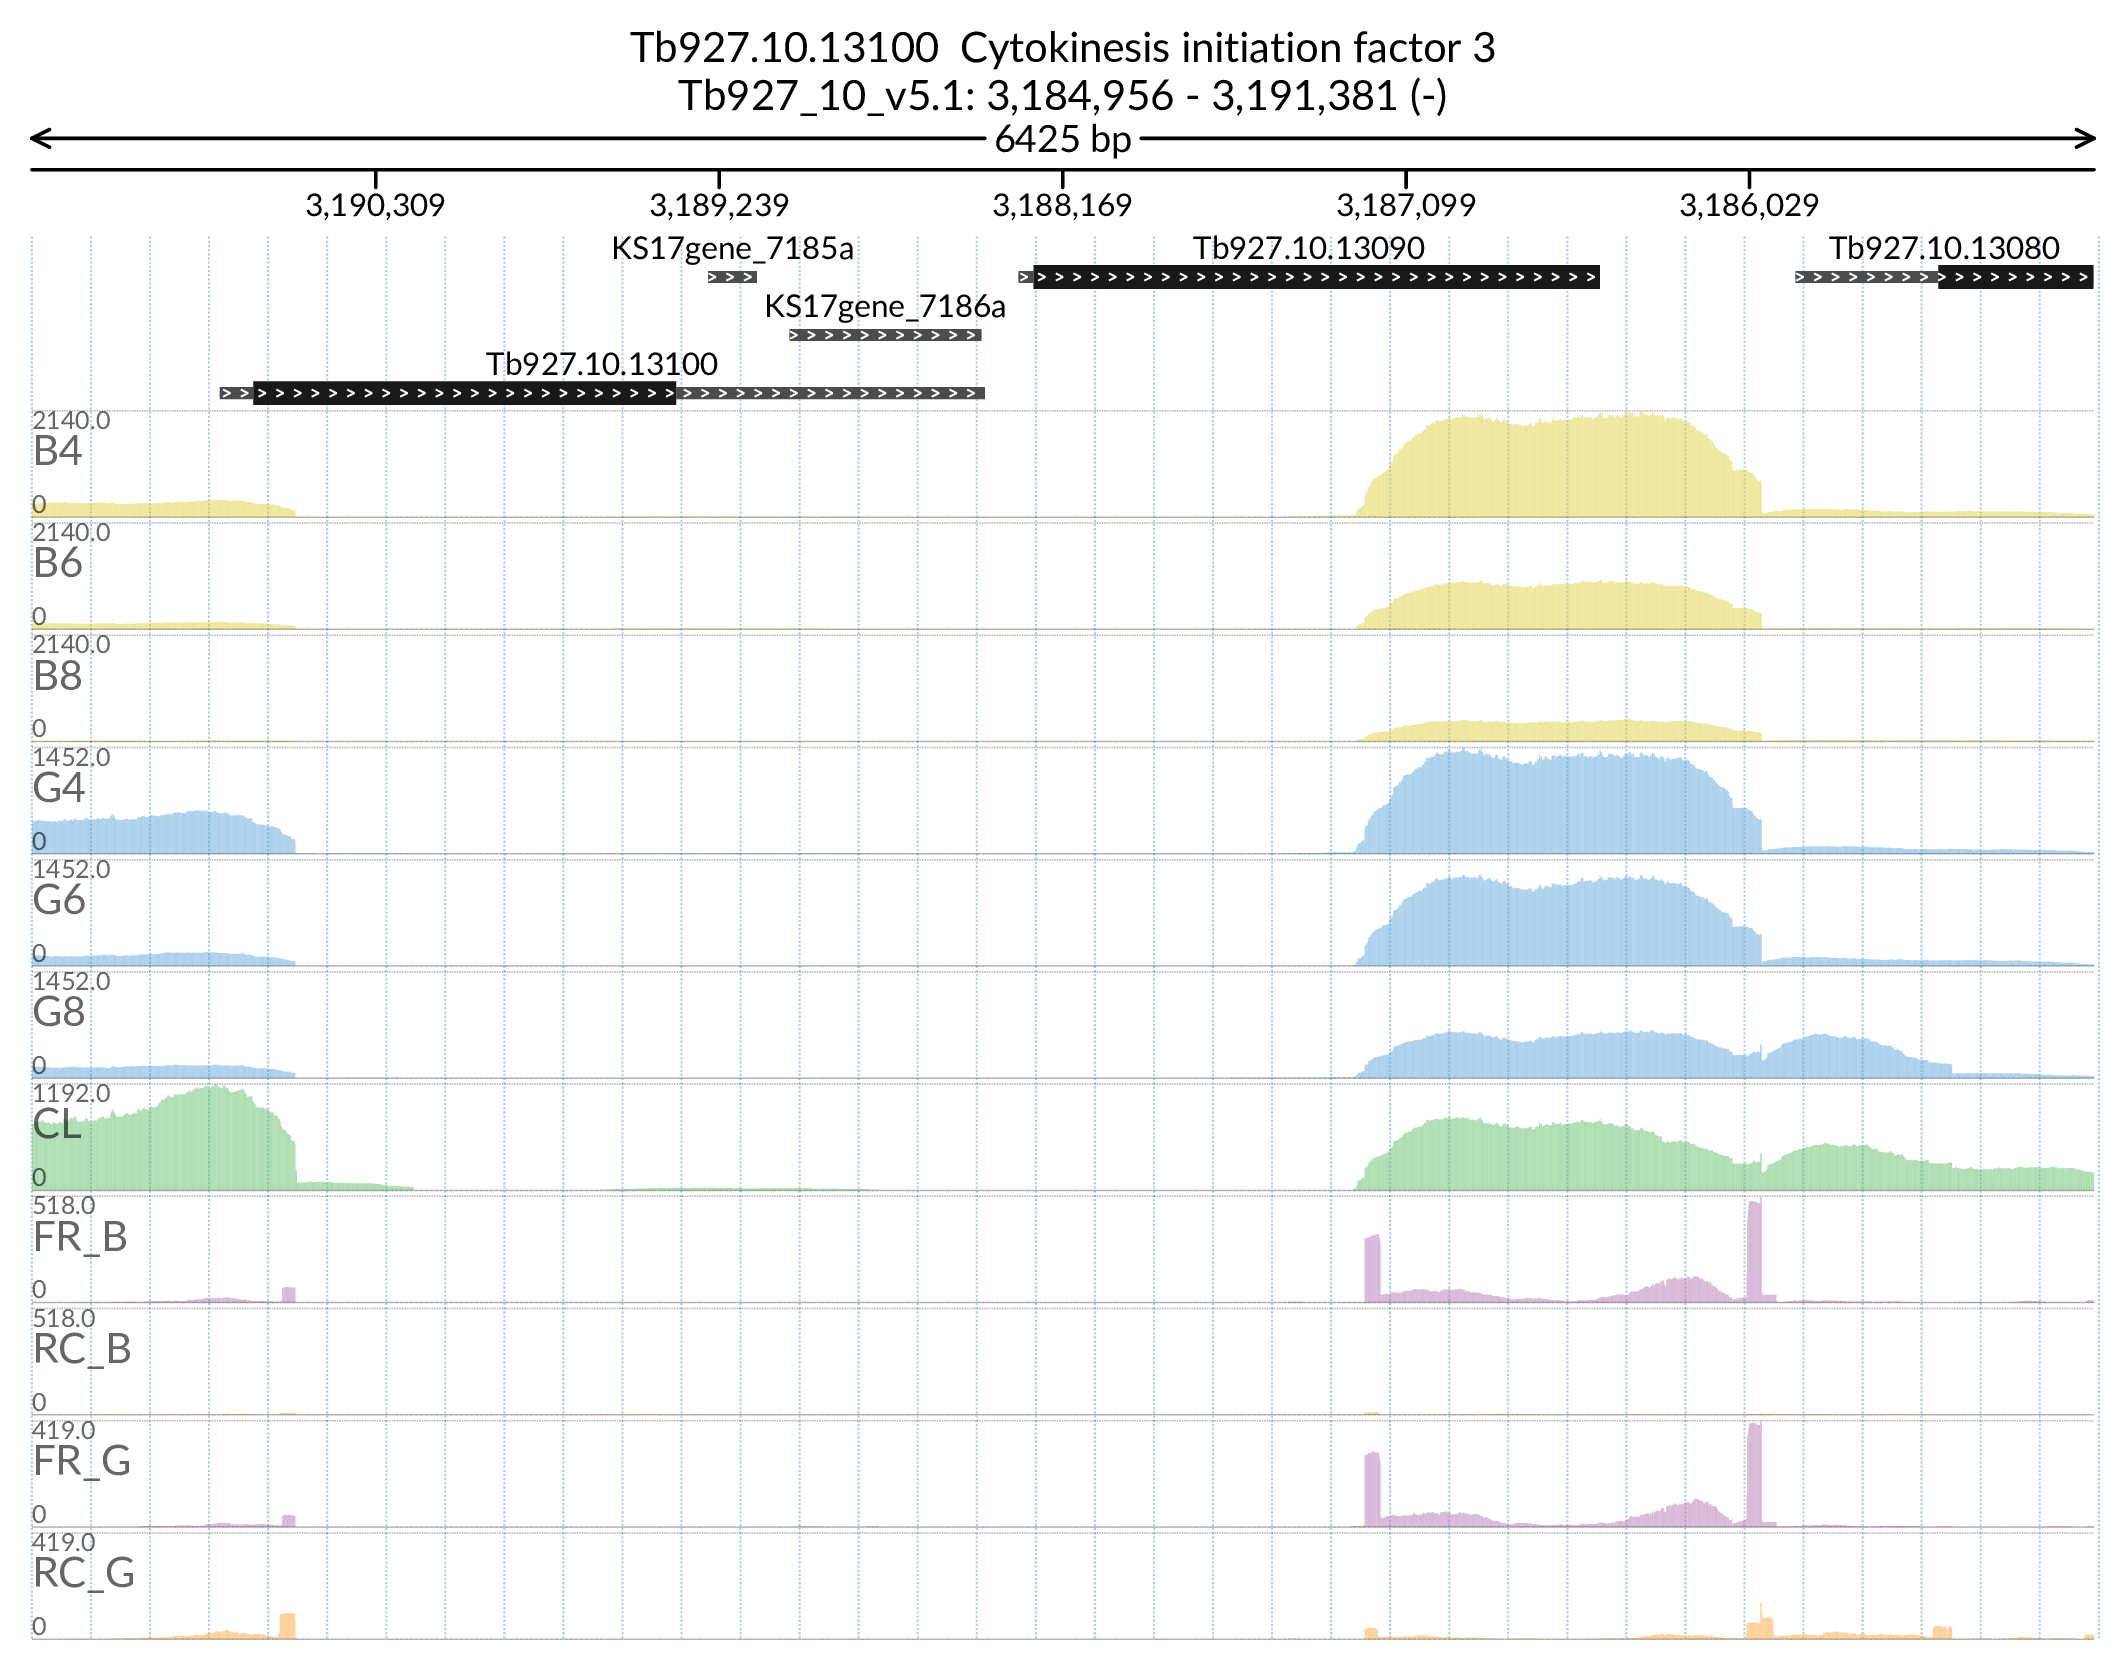 Tb927.10.13100 Cytokinesis initiation factor 3
Tb927_10_v5.1: 3,184,956 - 3,191,381 (-)
6425 bp
3,190,309 3,189,239 3,188,169 3,187,099 3,186,029
KS17gene_7185a Tb927.10.13090 Tb927.10.13080
KS17gene_7186a
Tb927.10.13100
2140.0
B4
0
2140.0
B6
0
2140.0
B8
0
1452.0
G4
0
1452.0
G6
0
1452.0
G8
0
1192.0
CL
0
518.0
FR_B
0
518.0
RC_B
0
419.0
FR_G
0
419.0
RC_G
0